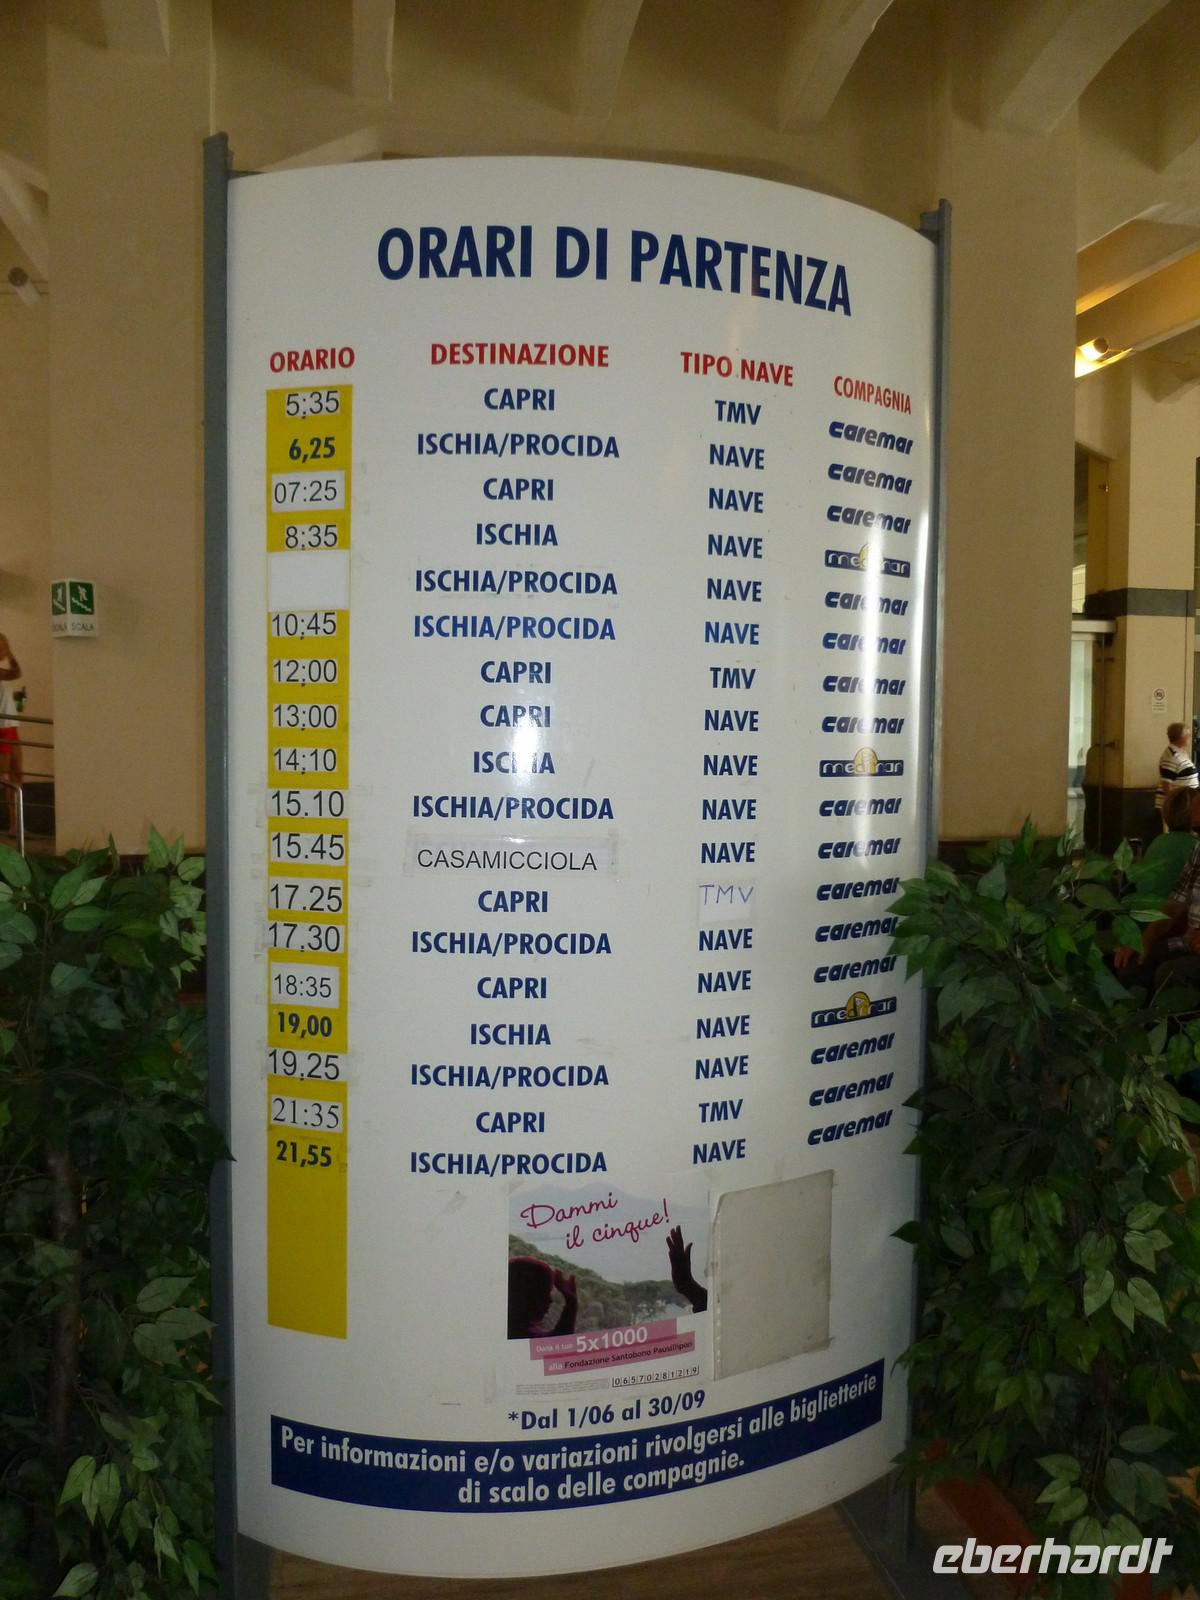 ORARI DI PARTENZA
ORARIO DESTINAZIONE TIPO NAVE COMPAGNIA
5:35 CAPRI TMV caremar
6,25 ISCHIA/PROCIDA NAVE caremar
07:25 CAPRI NAVE caremar
8:35 ISCHIA NAVE medmar
ISCHIA/PROCIDA NAVE caremar
10:45 ISCHIA/PROCIDA NAVE caremar
12:00 CAPRI TMV caremar
13:00 CAPRI NAVE caremar
14:10 ISCHIA NAVE medmar
15.10 ISCHIA/PROCIDA NAVE caremar
15.45 CASAMICCIOLA NAVE caremar
17.25 CAPRI TMV caremar
17.30 ISCHIA/PROCIDA NAVE caremar
18:35 CAPRI NAVE caremar
19,00 ISCHIA NAVE medmar
19.25 ISCHIA/PROCIDA NAVE caremar
21:35 CAPRI TMV caremar
21,55 ISCHIA/PROCIDA NAVE caremar
Dammi
il cinque!
Dona il tuo 5x1000
alla Fondazione Santobono Pausilipon
06570281219
*Dal 1/06 al 30/09
Per informazioni e/o variazioni rivolgersi alle biglietterie
di scalo delle compagnie.
SCALA
eberhardt